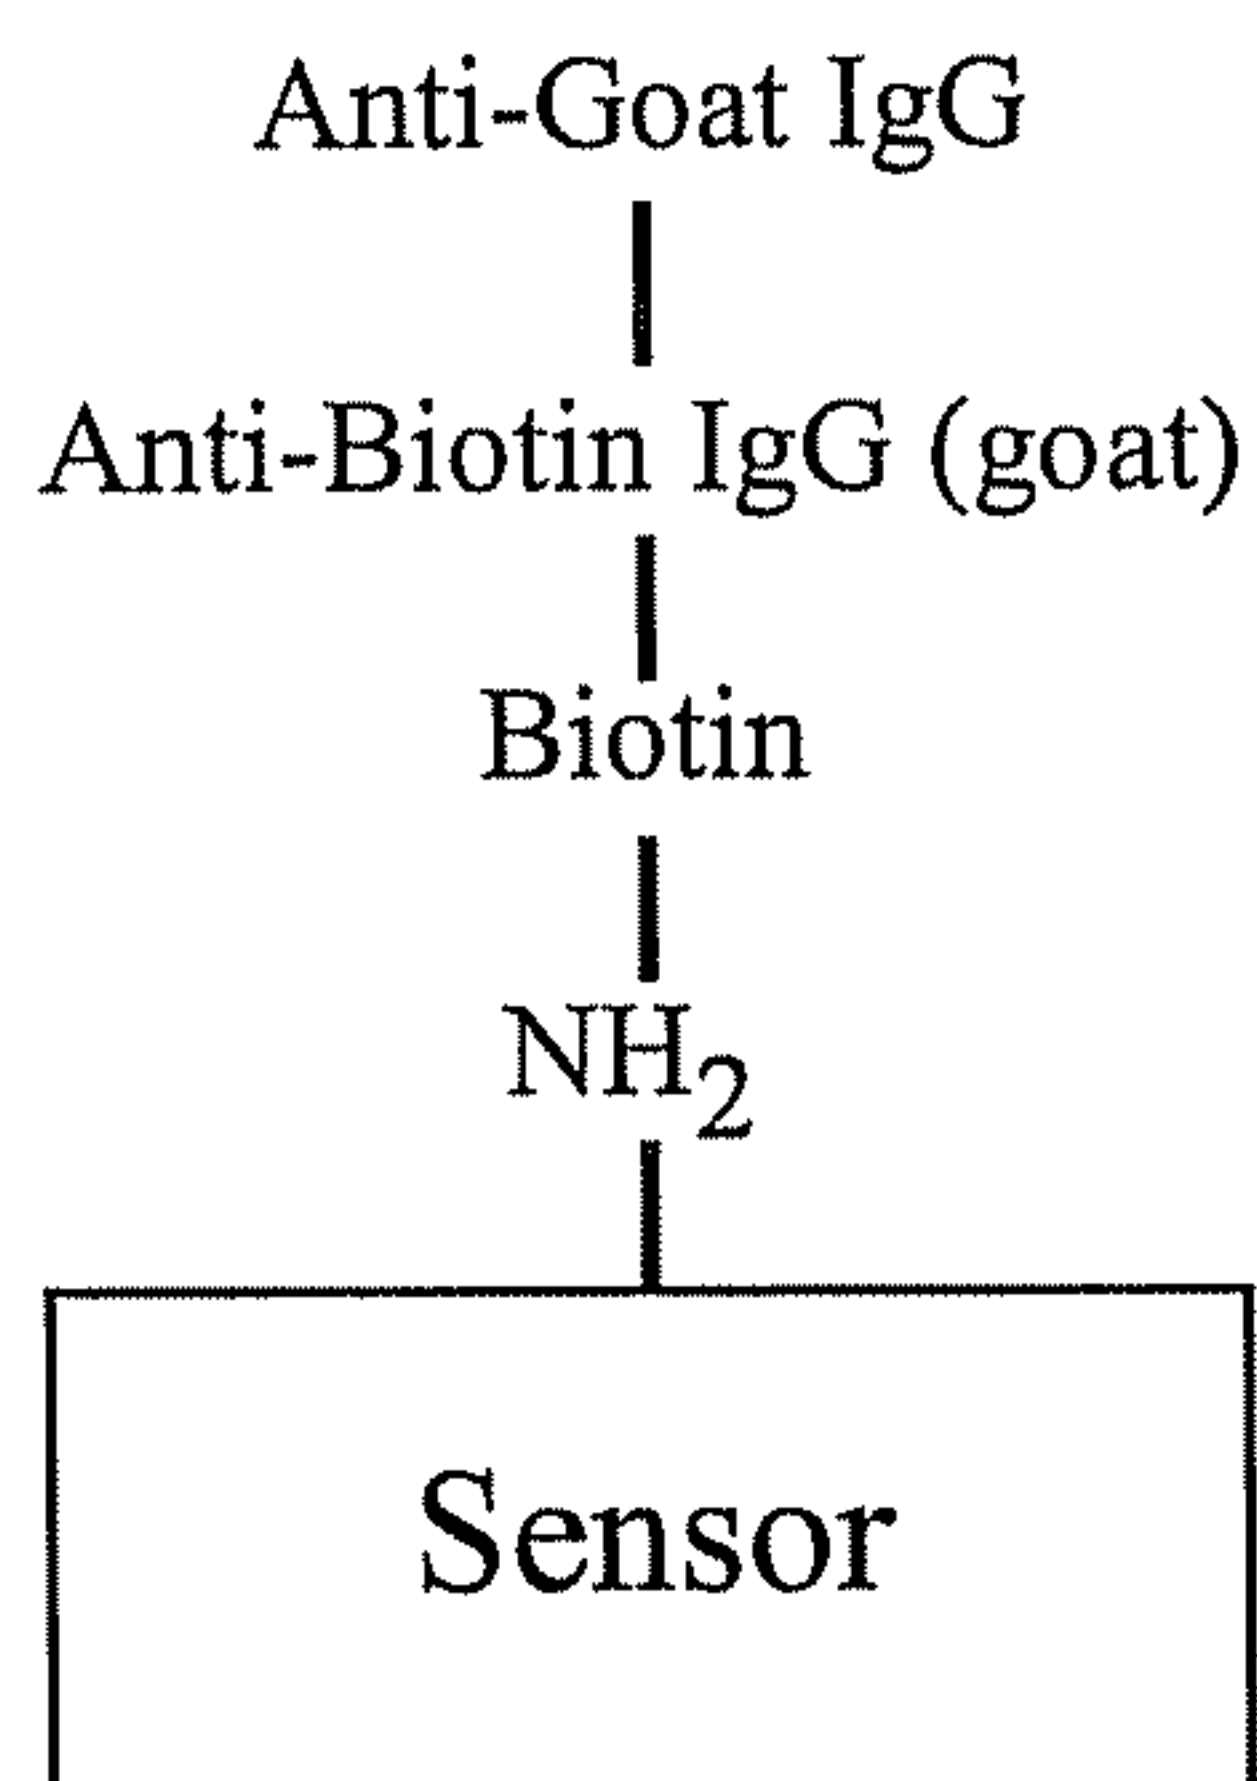 Anti-Goat IgG
Anti-Biotin IgG (goat)
Biotin
NH₂
Sensor